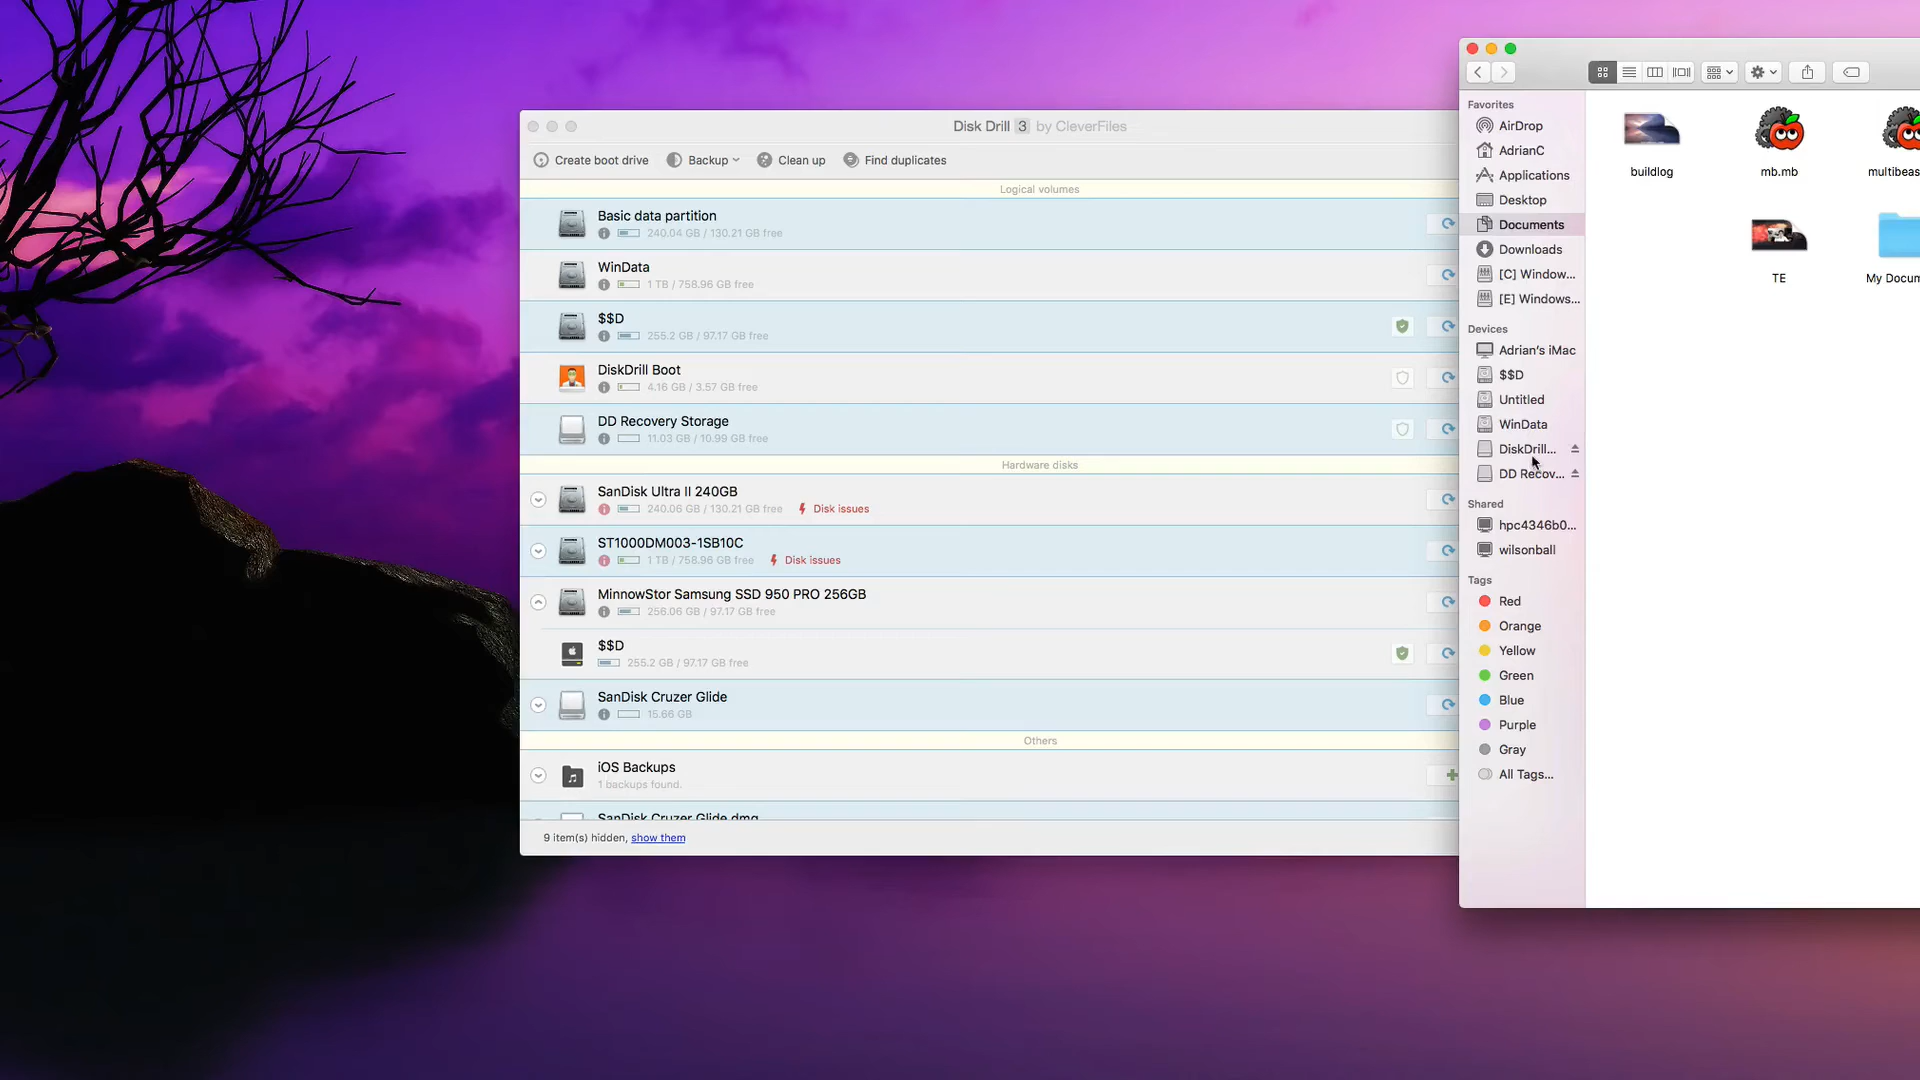 Disk Drill 3 by CleverFiles
Create boot drive Backup Clean up Find duplicates
Logical volumes
Basic data partition
240.04 GB / 130.21 GB free
WinData
1 TB / 758.96 GB free
$$D
255.2 GB / 97.17 GB free
DiskDrill Boot
4.16 GB / 3.57 GB free
DD Recovery Storage
11.03 GB / 10.99 GB free
Hardware disks
SanDisk Ultra II 240GB
240.06 GB / 130.21 GB free Disk issues
ST1000DM003-1SB10C
1 TB / 758.96 GB free Disk issues
MinnowStor Samsung SSD 950 PRO 256GB
256.06 GB / 97.17 GB free
$$D
255.2 GB / 97.17 GB free
SanDisk Cruzer Glide
15.66 GB
Others
iOS Backups
1 backups found.
SanDisk Cruzer Glide.dmg
9 item(s) hidden, show them
Favorites
AirDrop
AdrianC
Applications
Desktop
Documents
Downloads
[C] Window...
[E] Windows...
Devices
Adrian's iMac
$$D
Untitled
WinData
DiskDrill...
DD Recov...
Shared
hpc4346b0...
wilsonball
Tags
Red
Orange
Yellow
Green
Blue
Purple
Gray
All Tags...
buildlog mb.mb multibeas
TE My Docum